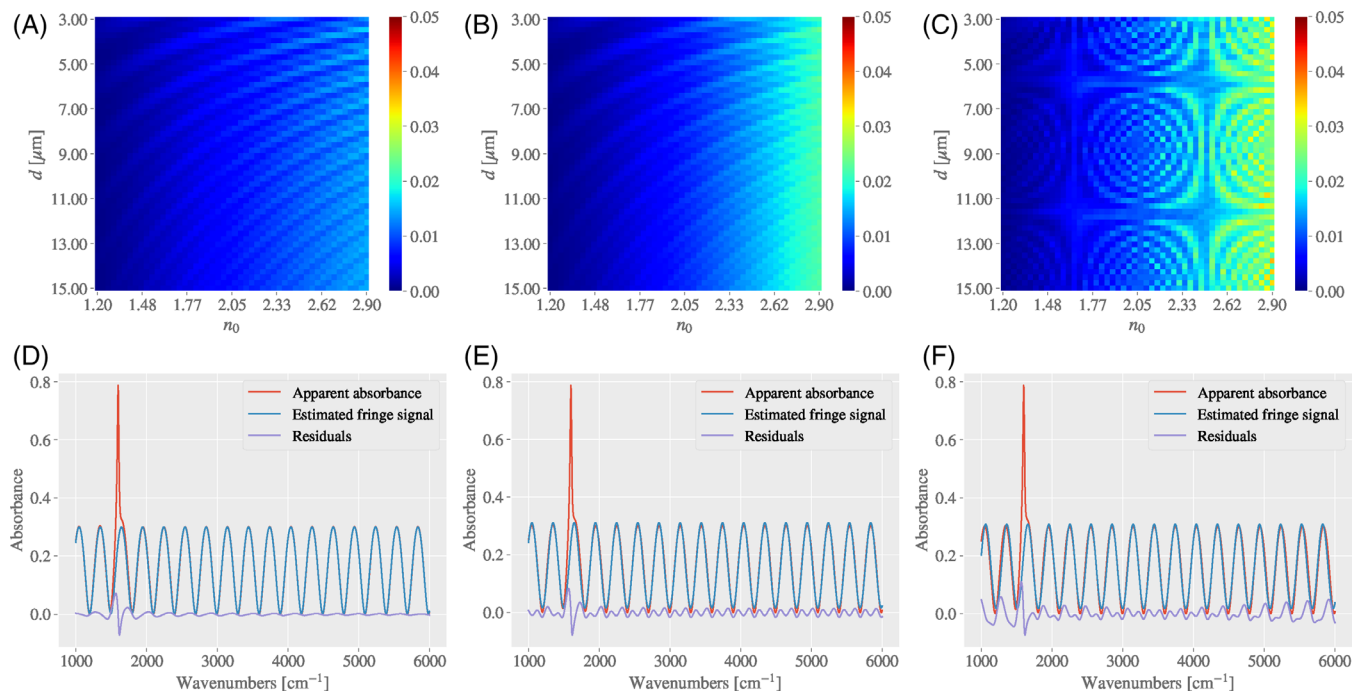 (A)
3.00
5.00
7.00
9.00
11.00
13.00
15.00
d [μm]
1.20 1.48 1.77 2.05 2.33 2.62 2.90
n0
0.05
0.04
0.03
0.02
0.01
0.00
(B)
3.00
5.00
7.00
9.00
11.00
13.00
15.00
d [μm]
1.20 1.48 1.77 2.05 2.33 2.62 2.90
n0
0.05
0.04
0.03
0.02
0.01
0.00
(C)
3.00
5.00
7.00
9.00
11.00
13.00
15.00
d [μm]
1.20 1.48 1.77 2.05 2.33 2.62 2.90
n0
0.05
0.04
0.03
0.02
0.01
0.00
(D)
0.8
0.6
0.4
0.2
0.0
Absorbance
Apparent absorbance
Estimated fringe signal
Residuals
1000 2000 3000 4000 5000 6000
Wavenumbers [cm⁻¹]
(E)
0.8
0.6
0.4
0.2
0.0
Absorbance
Apparent absorbance
Estimated fringe signal
Residuals
1000 2000 3000 4000 5000 6000
Wavenumbers [cm⁻¹]
(F)
0.8
0.6
0.4
0.2
0.0
Absorbance
Apparent absorbance
Estimated fringe signal
Residuals
1000 2000 3000 4000 5000 6000
Wavenumbers [cm⁻¹]